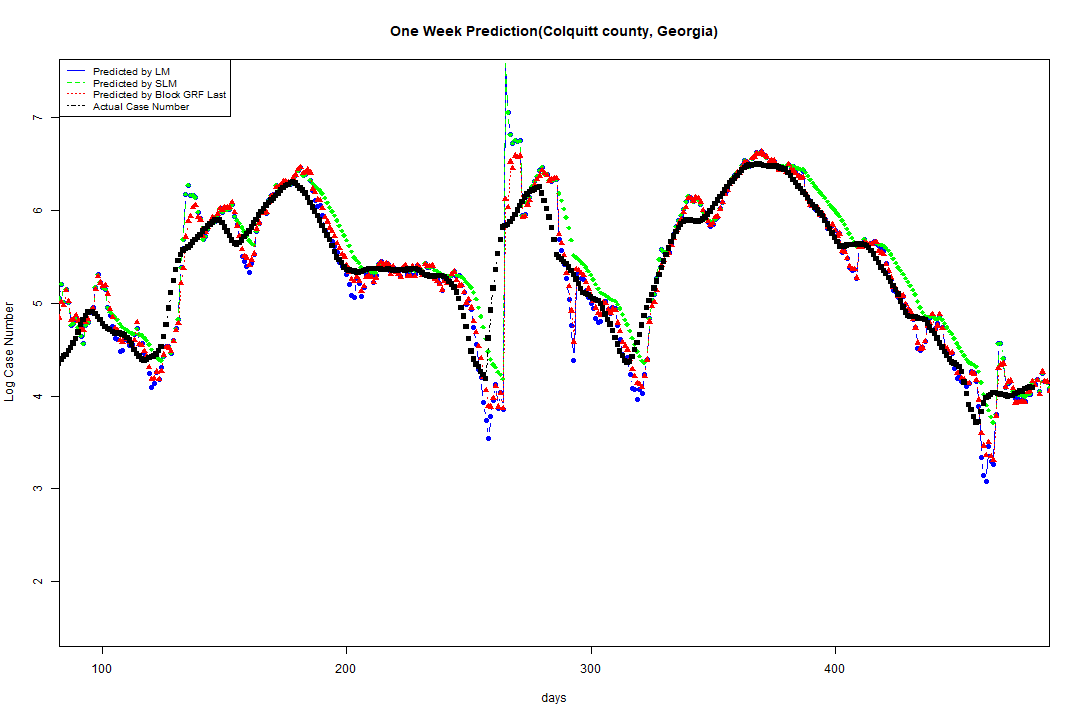 One Week Prediction(Colquitt county, Georgia)
Predicted by LM
Predicted by SLM
Predicted by Block GRF Last
Actual Case Number
7
6
5
4
3
2
Log Case Number
100 200 300 400
days